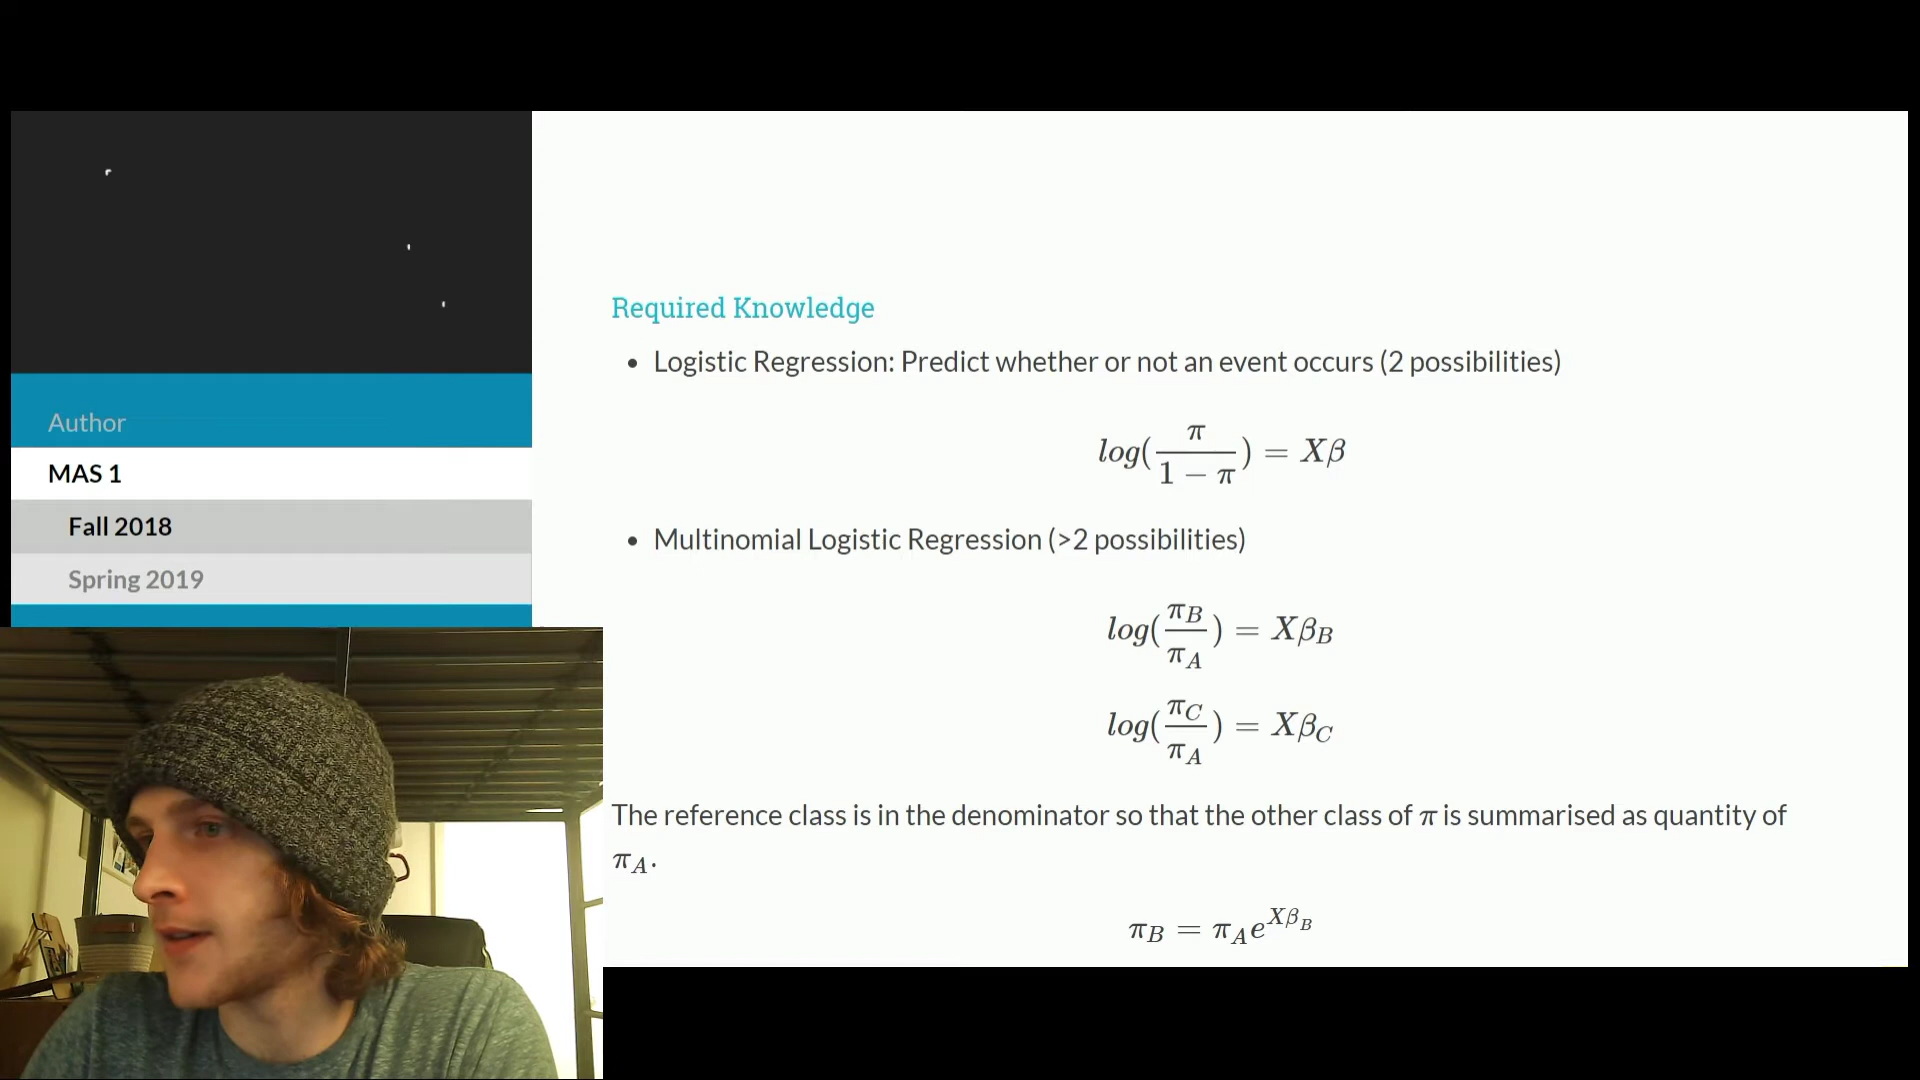 Author
MAS 1
Fall 2018
Spring 2019
Required Knowledge
• Logistic Regression: Predict whether or not an event occurs (2 possibilities)
log(π/(1 − π)) = Xβ
• Multinomial Logistic Regression (>2 possibilities)
log(π_B/π_A) = Xβ_B
log(π_C/π_A) = Xβ_C
The reference class is in the denominator so that the other class of π is summarised as quantity of
π_A.
π_B = π_A e^{Xβ_B}